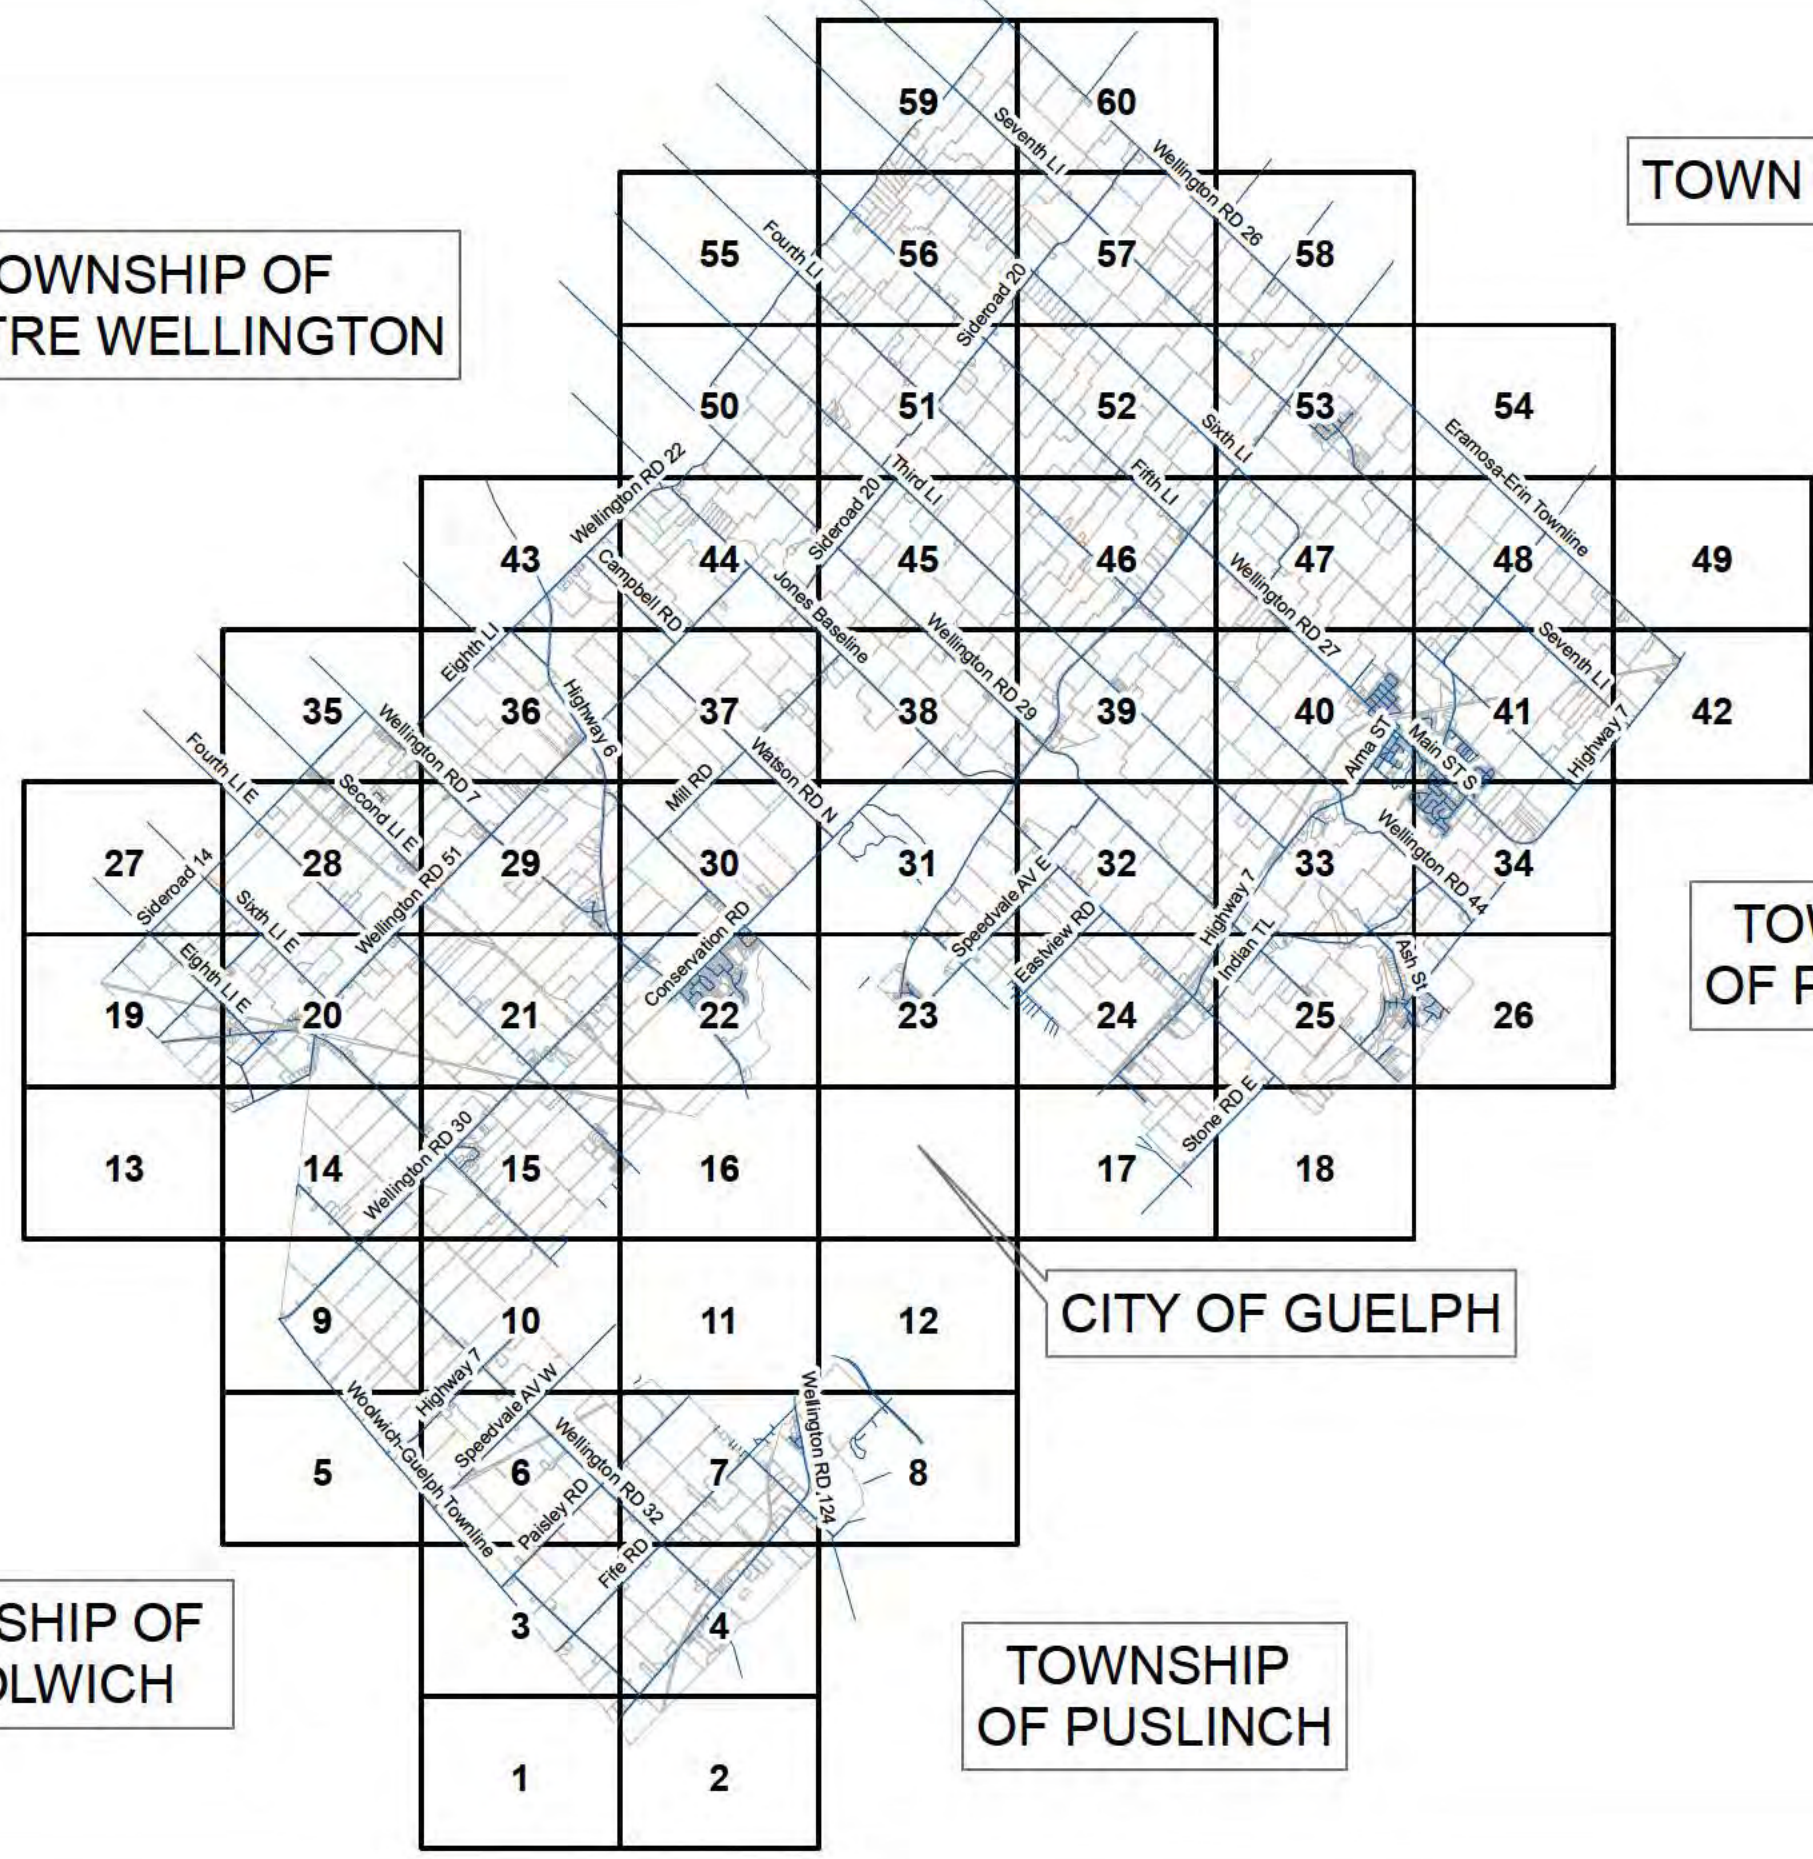 59
60
Seventh LI
Wellington RD 26
TOWN
55
Fourth LI
56
57
58
Sideroad 20
OWNSHIP OF
TRE WELLINGTON
50
51
52
Sixth LI
53
54
Eramosa-Erin Townline
Wellington RD 22
Third LI
Sideroad 20
Fifth LI
43
44
45
46
47
48
49
Campbell RD
Jones Baseline
Wellington RD 27
Eighth LI
Wellington RD 29
Seventh LI
35
36
37
38
39
40
41
42
Wellington RD 7
Highway 6
Alma ST
Main ST S
Highway 7
Fourth LI E
Second LI E
Mill RD
Watson RD N
27
28
29
30
31
32
33
34
Sideroad 14
Sixth LI E
Wellington RD 51
Speedvale AV E
Wellington RD 44
Highway 7
TOW
OF P
Eighth LI E
Conservation RD
Eastview RD
Indian TL
Ash St
19
20
21
22
23
24
25
26
13
14
15
16
17
18
Wellington RD 30
Stone RD E
9
10
11
12
CITY OF GUELPH
Highway 7
Speedvale AV W
Woolwich-Guelph Townline
Wellington RD 32
Wellington RD 124
5
6
7
8
Paisley RD
Fife RD
3
4
SHIP OF
OLWICH
TOWNSHIP
OF PUSLINCH
1
2